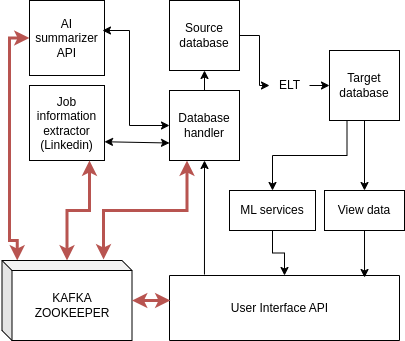 AI
summarizer
API
Source
database
ELT
Target
database
Job
information
extractor
(Linkedin)
Database
handler
ML services
View data
KAFKA
ZOOKEEPER
User Interface API